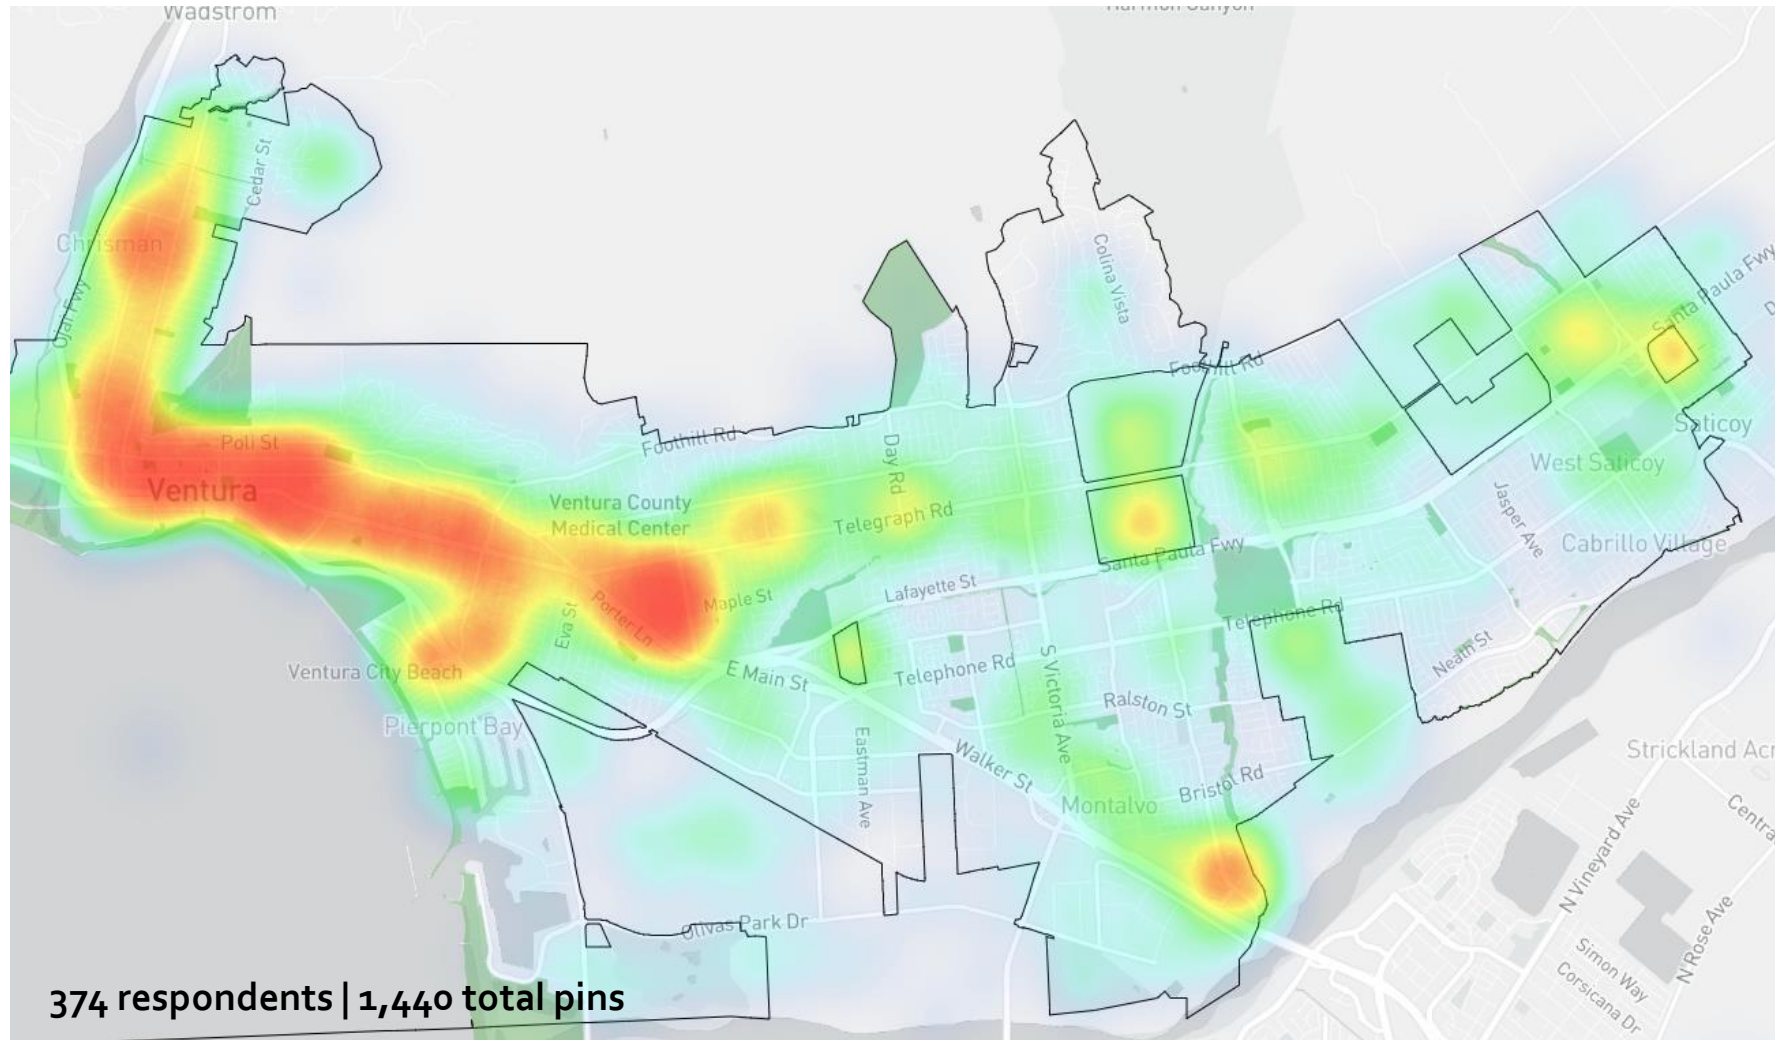 Wadstrom
Harmon Canyon
Cedar St
Chrisman
Ojai Fwy
Colina Vista
Santa Paula Fwy
Foothill Rd
Poli St
Foothill Rd
Day Rd
Saticoy
West Saticoy
Ventura
Ventura County
Medical Center
Telegraph Rd
Jasper Ave
Santa Paula Fwy
Cabrillo Village
Lafayette St
Maple St
Porter Ln
Eva St
Telephone Rd
Neath St
Ventura City Beach
E Main St
Telephone Rd
S Victoria Ave
Ralston St
Pierpont Bay
Eastman Ave
Walker St
Bristol Rd
Montalvo
Strickland Acr
Centra
N Vineyard Ave
Olivas Park Dr
N Rose Ave
Simon Way
Corsicana Dr
374 respondents | 1,440 total pins